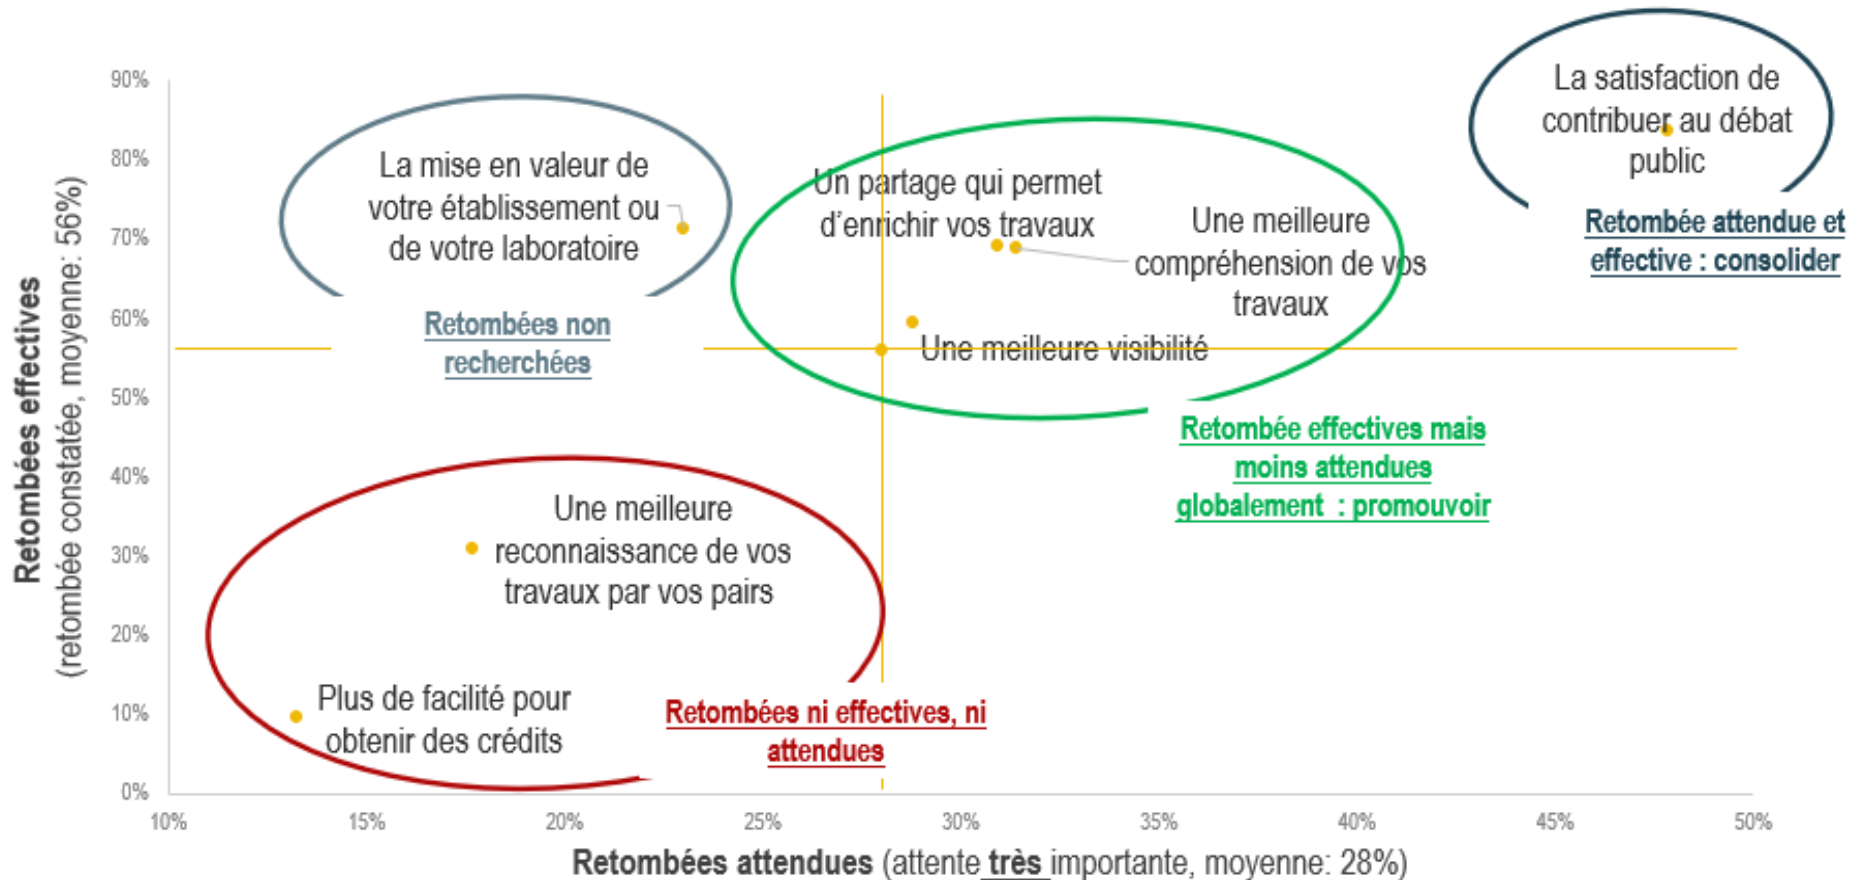 Retombées effectives
(retombée constatée, moyenne: 56%)
90%
80%
70%
60%
50%
40%
30%
20%
10%
0%
La mise en valeur de
votre établissement ou
de votre laboratoire
Retombées non
recherchées
Un partage qui permet
d’enrichir vos travaux
Une meilleure
compréhension de vos
travaux
Une meilleure visibilité
Retombée effectives mais
moins attendues
globalement  : promouvoir
La satisfaction de
contribuer au débat
public
Retombée attendue et
effective : consolider
Une meilleure
reconnaissance de vos
travaux par vos pairs
Plus de facilité pour
obtenir des crédits
Retombées ni effectives, ni
attendues
10%
15%
20%
25%
30%
35%
40%
45%
50%
Retombées attendues (attente très importante, moyenne: 28%)